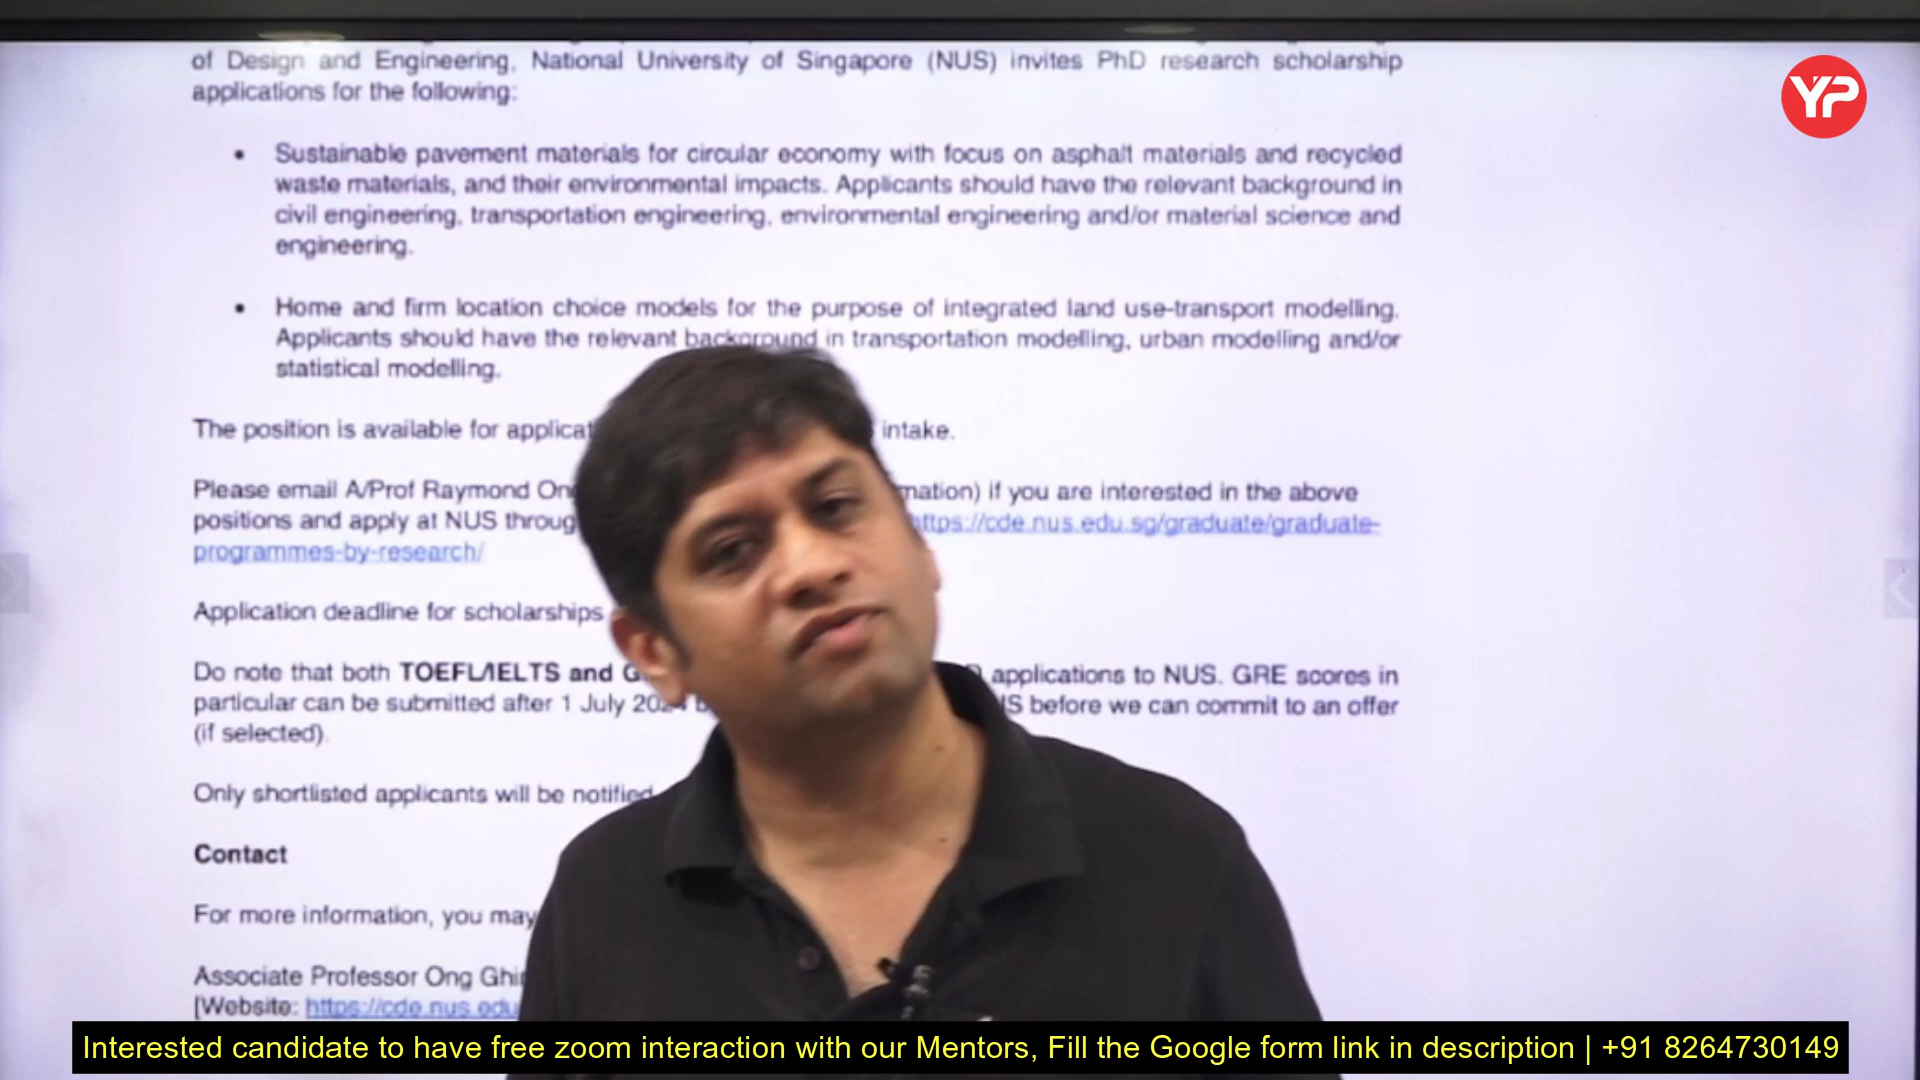 of Design and Engineering, National University of Singapore (NUS) invites PhD research scholarship
applications for the following:
YP
• Sustainable pavement materials for circular economy with focus on asphalt materials and recycled
waste materials, and their environmental impacts. Applicants should have the relevant background in
civil engineering, transportation engineering, environmental engineering and/or material science and
engineering.
• Home and firm location choice models for the purpose of integrated land use-transport modelling.
Applicants should have the relevant background in transportation modelling, urban modelling and/or
statistical modelling.
The position is available for intake.
Please email A/Prof Raymond if you are interested in the above
positions and apply at NUS ttps://cde.nus.edu.sg/graduate/graduate-
programmes-by-research/
Application deadline for scholarships
Do note that both TOEFL/IELTS and applications to NUS. GRE scores in
particular can be submitted after 1 July before we can commit to an offer
(if selected).
Only shortlisted applicants will be notified
Contact
For more information, you may
Associate Professor Ong
[Website: https://cde.nus.edu
Interested candidate to have free zoom interaction with our Mentors, Fill the Google form link in description | +91 8264730149